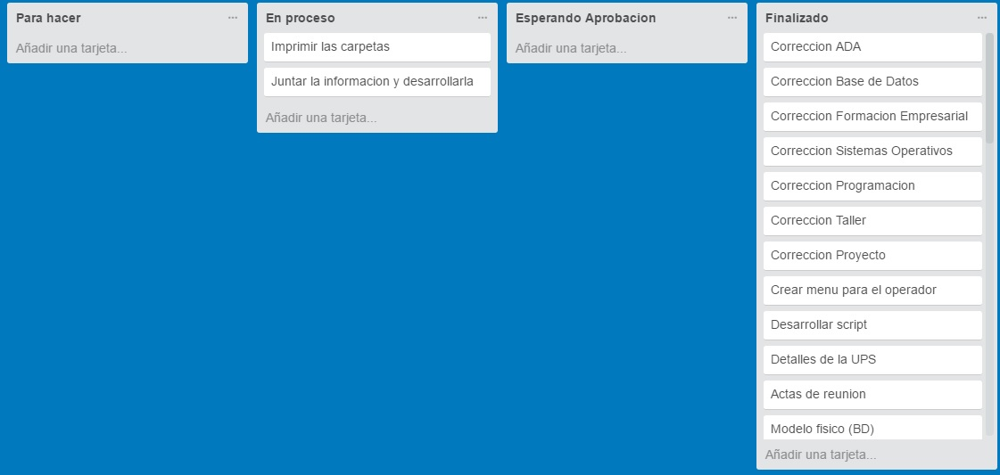 Para hacer
Añadir una tarjeta...
En proceso
Imprimir las carpetas
Juntar la informacion y desarrollarla
Añadir una tarjeta...
Esperando Aprobacion
Añadir una tarjeta...
Finalizado
Correccion ADA
Correccion Base de Datos
Correccion Formacion Empresarial
Correccion Sistemas Operativos
Correccion Programacion
Correccion Taller
Correccion Proyecto
Crear menu para el operador
Desarrollar script
Detalles de la UPS
Actas de reunion
Modelo fisico (BD)
Añadir una tarjeta...